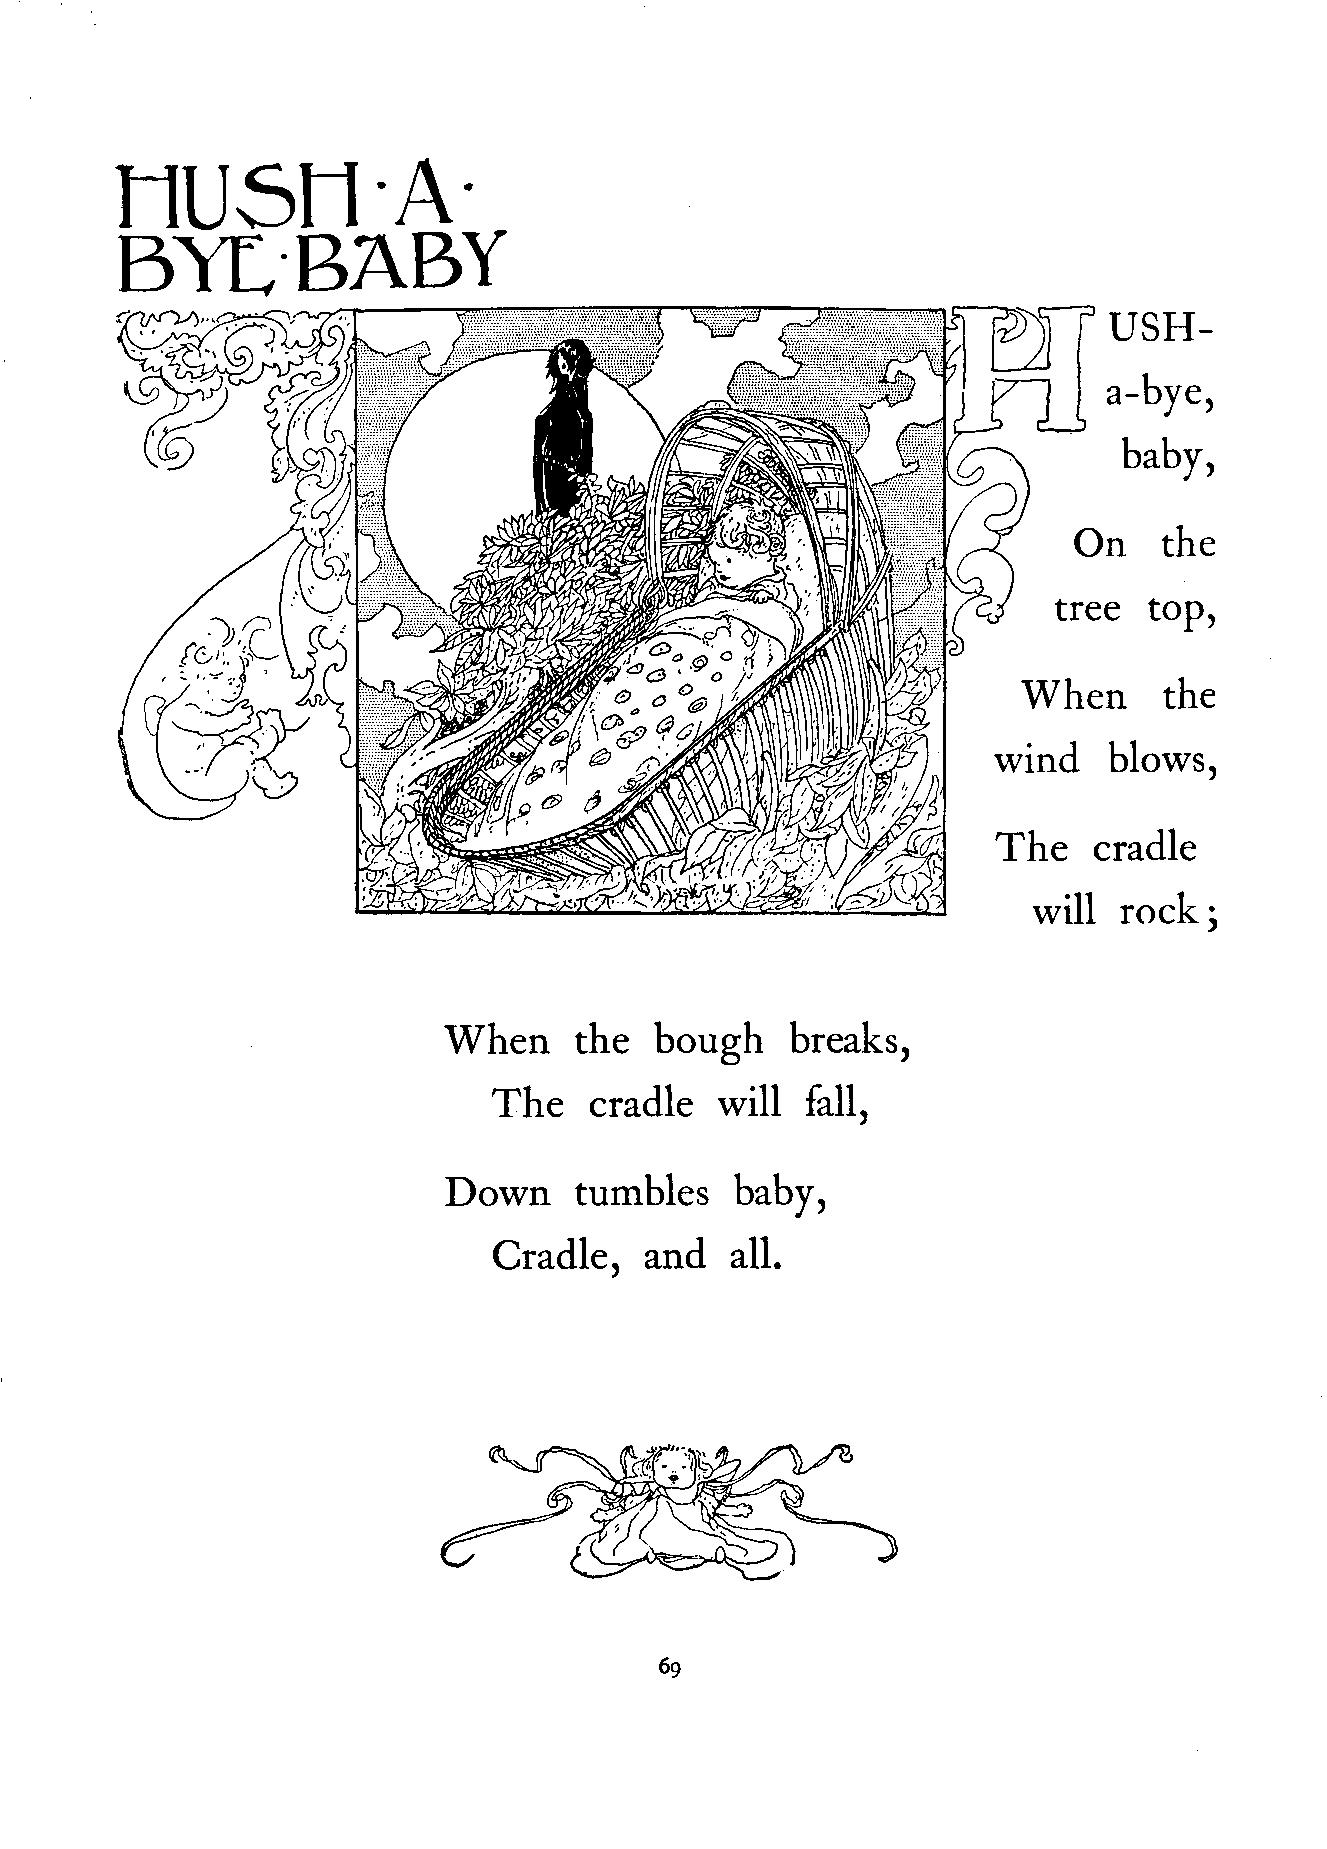 HUSH·A·
BYE·BABY
HUSH-
a-bye,
baby,
On the
tree top,
When the
wind blows,
The cradle
will rock;
When the bough breaks,
The cradle will fall,
Down tumbles baby,
Cradle, and all.
69